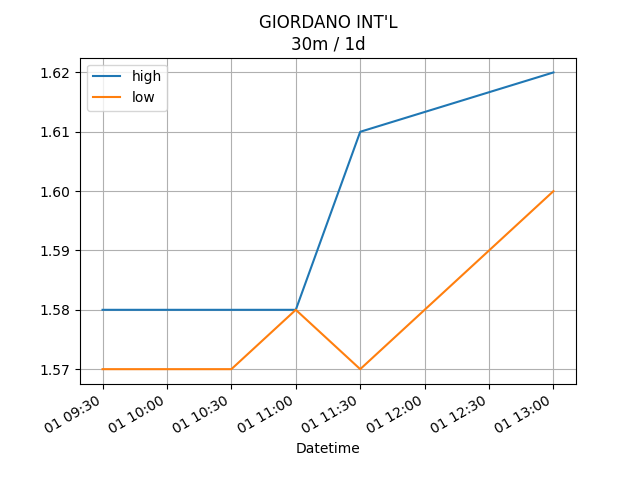 GIORDANO INT'L
30m / 1d
high
low
1.62
1.61
1.60
1.59
1.58
1.57
01 09:30
01 10:00
01 10:30
01 11:00
01 11:30
01 12:00
01 12:30
01 13:00
Datetime